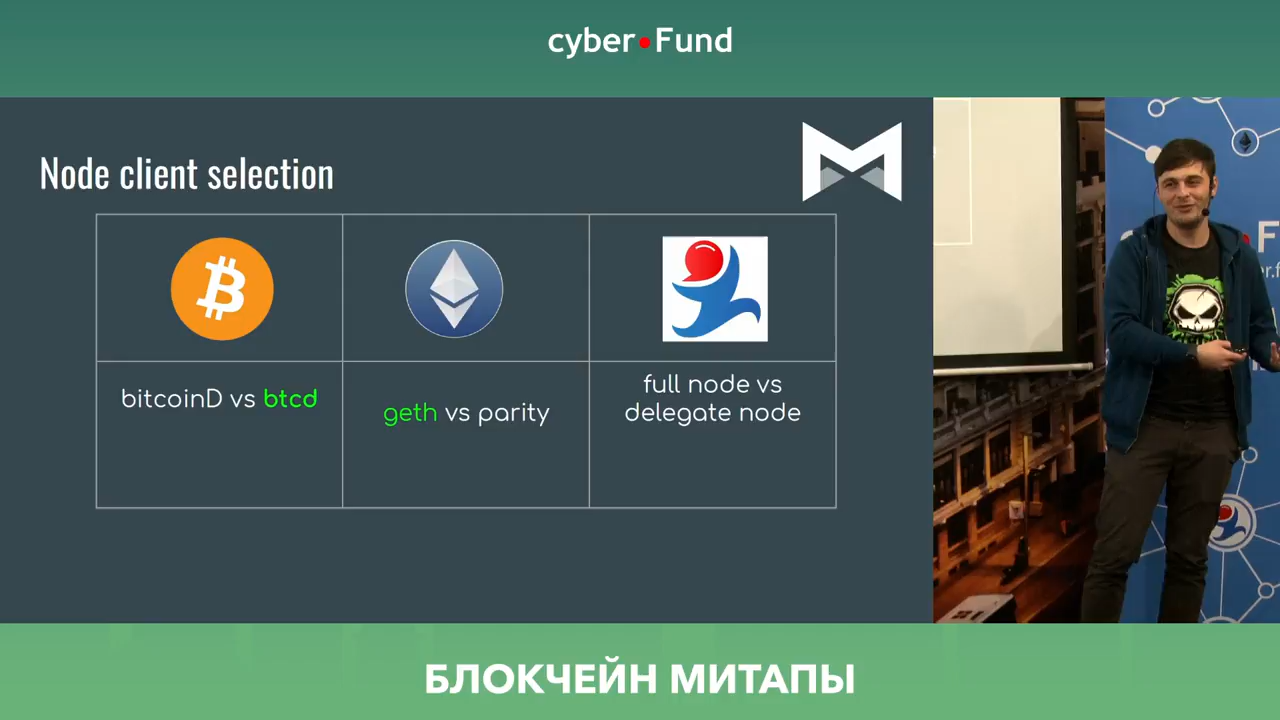 cyber•Fund
Node client selection
bitcoinD vs btcd
geth vs parity
full node vs
delegate node
БЛОКЧЕЙН МИТАПЫ